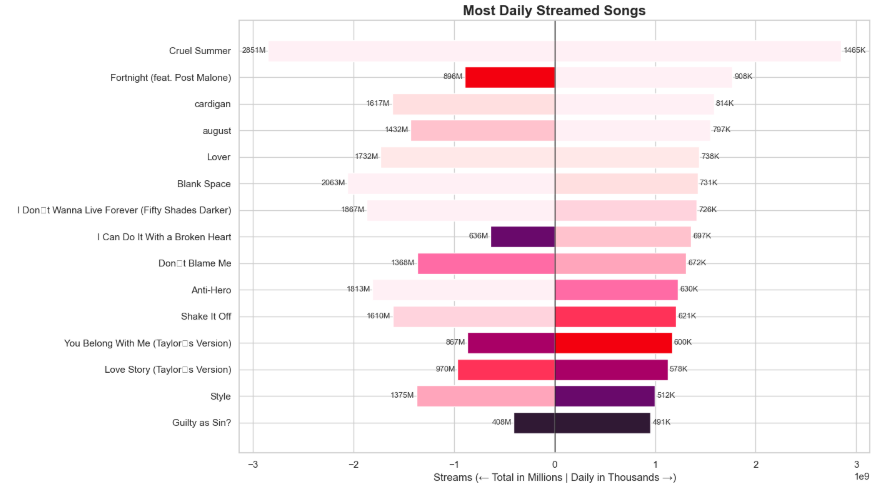 Most Daily Streamed Songs
Cruel Summer 2851M 1465K
Fortnight (feat. Post Malone) 896M 908K
cardigan 1617M 814K
august 1432M 797K
Lover 1732M 738K
Blank Space 2063M 731K
I Don□t Wanna Live Forever (Fifty Shades Darker) 1867M 726K
I Can Do It With a Broken Heart 636M 697K
Don□t Blame Me 1368M 672K
Anti-Hero 1813M 630K
Shake It Off 1610M 621K
You Belong With Me (Taylor□s Version) 867M 600K
Love Story (Taylor□s Version) 970M 578K
Style 1375M 512K
Guilty as Sin? 408M 491K
−3 −2 −1 0 1 2 3
1e9
Streams (← Total in Millions | Daily in Thousands →)